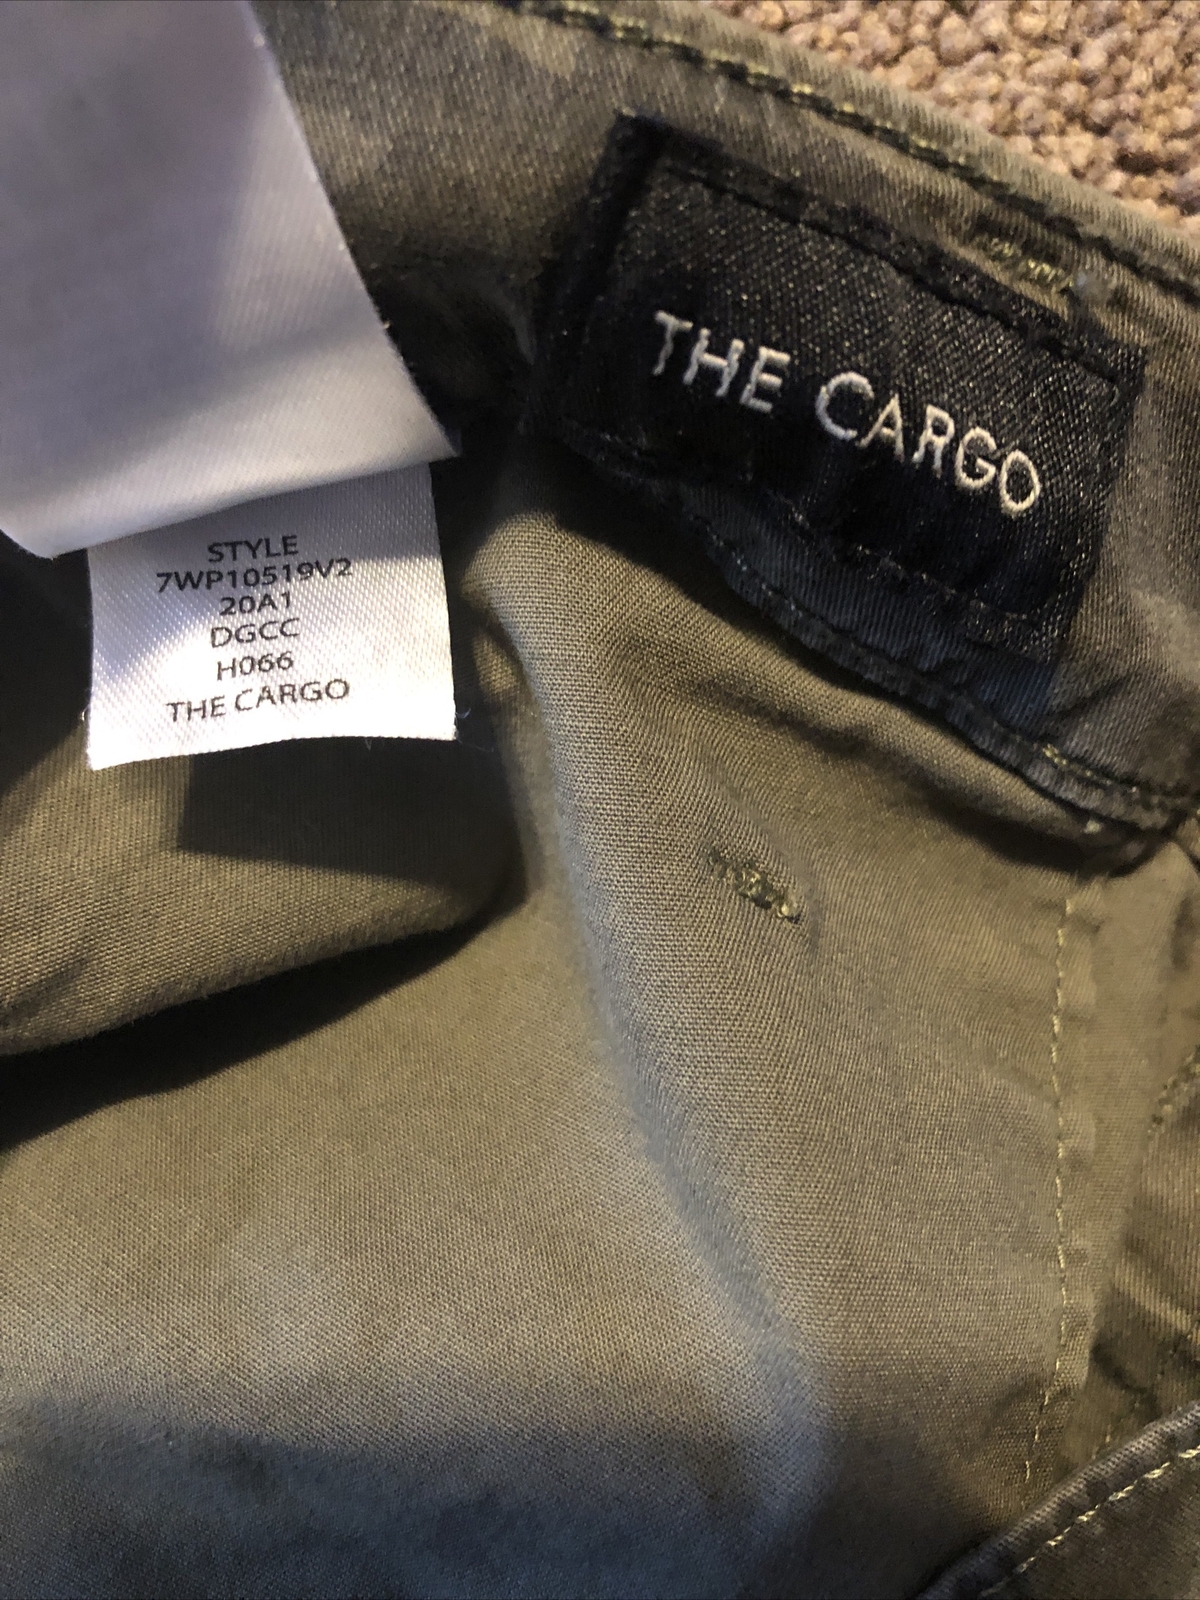 THE CARGO
STYLE
7WP10519V2
20A1
DGCC
H066
THE CARGO